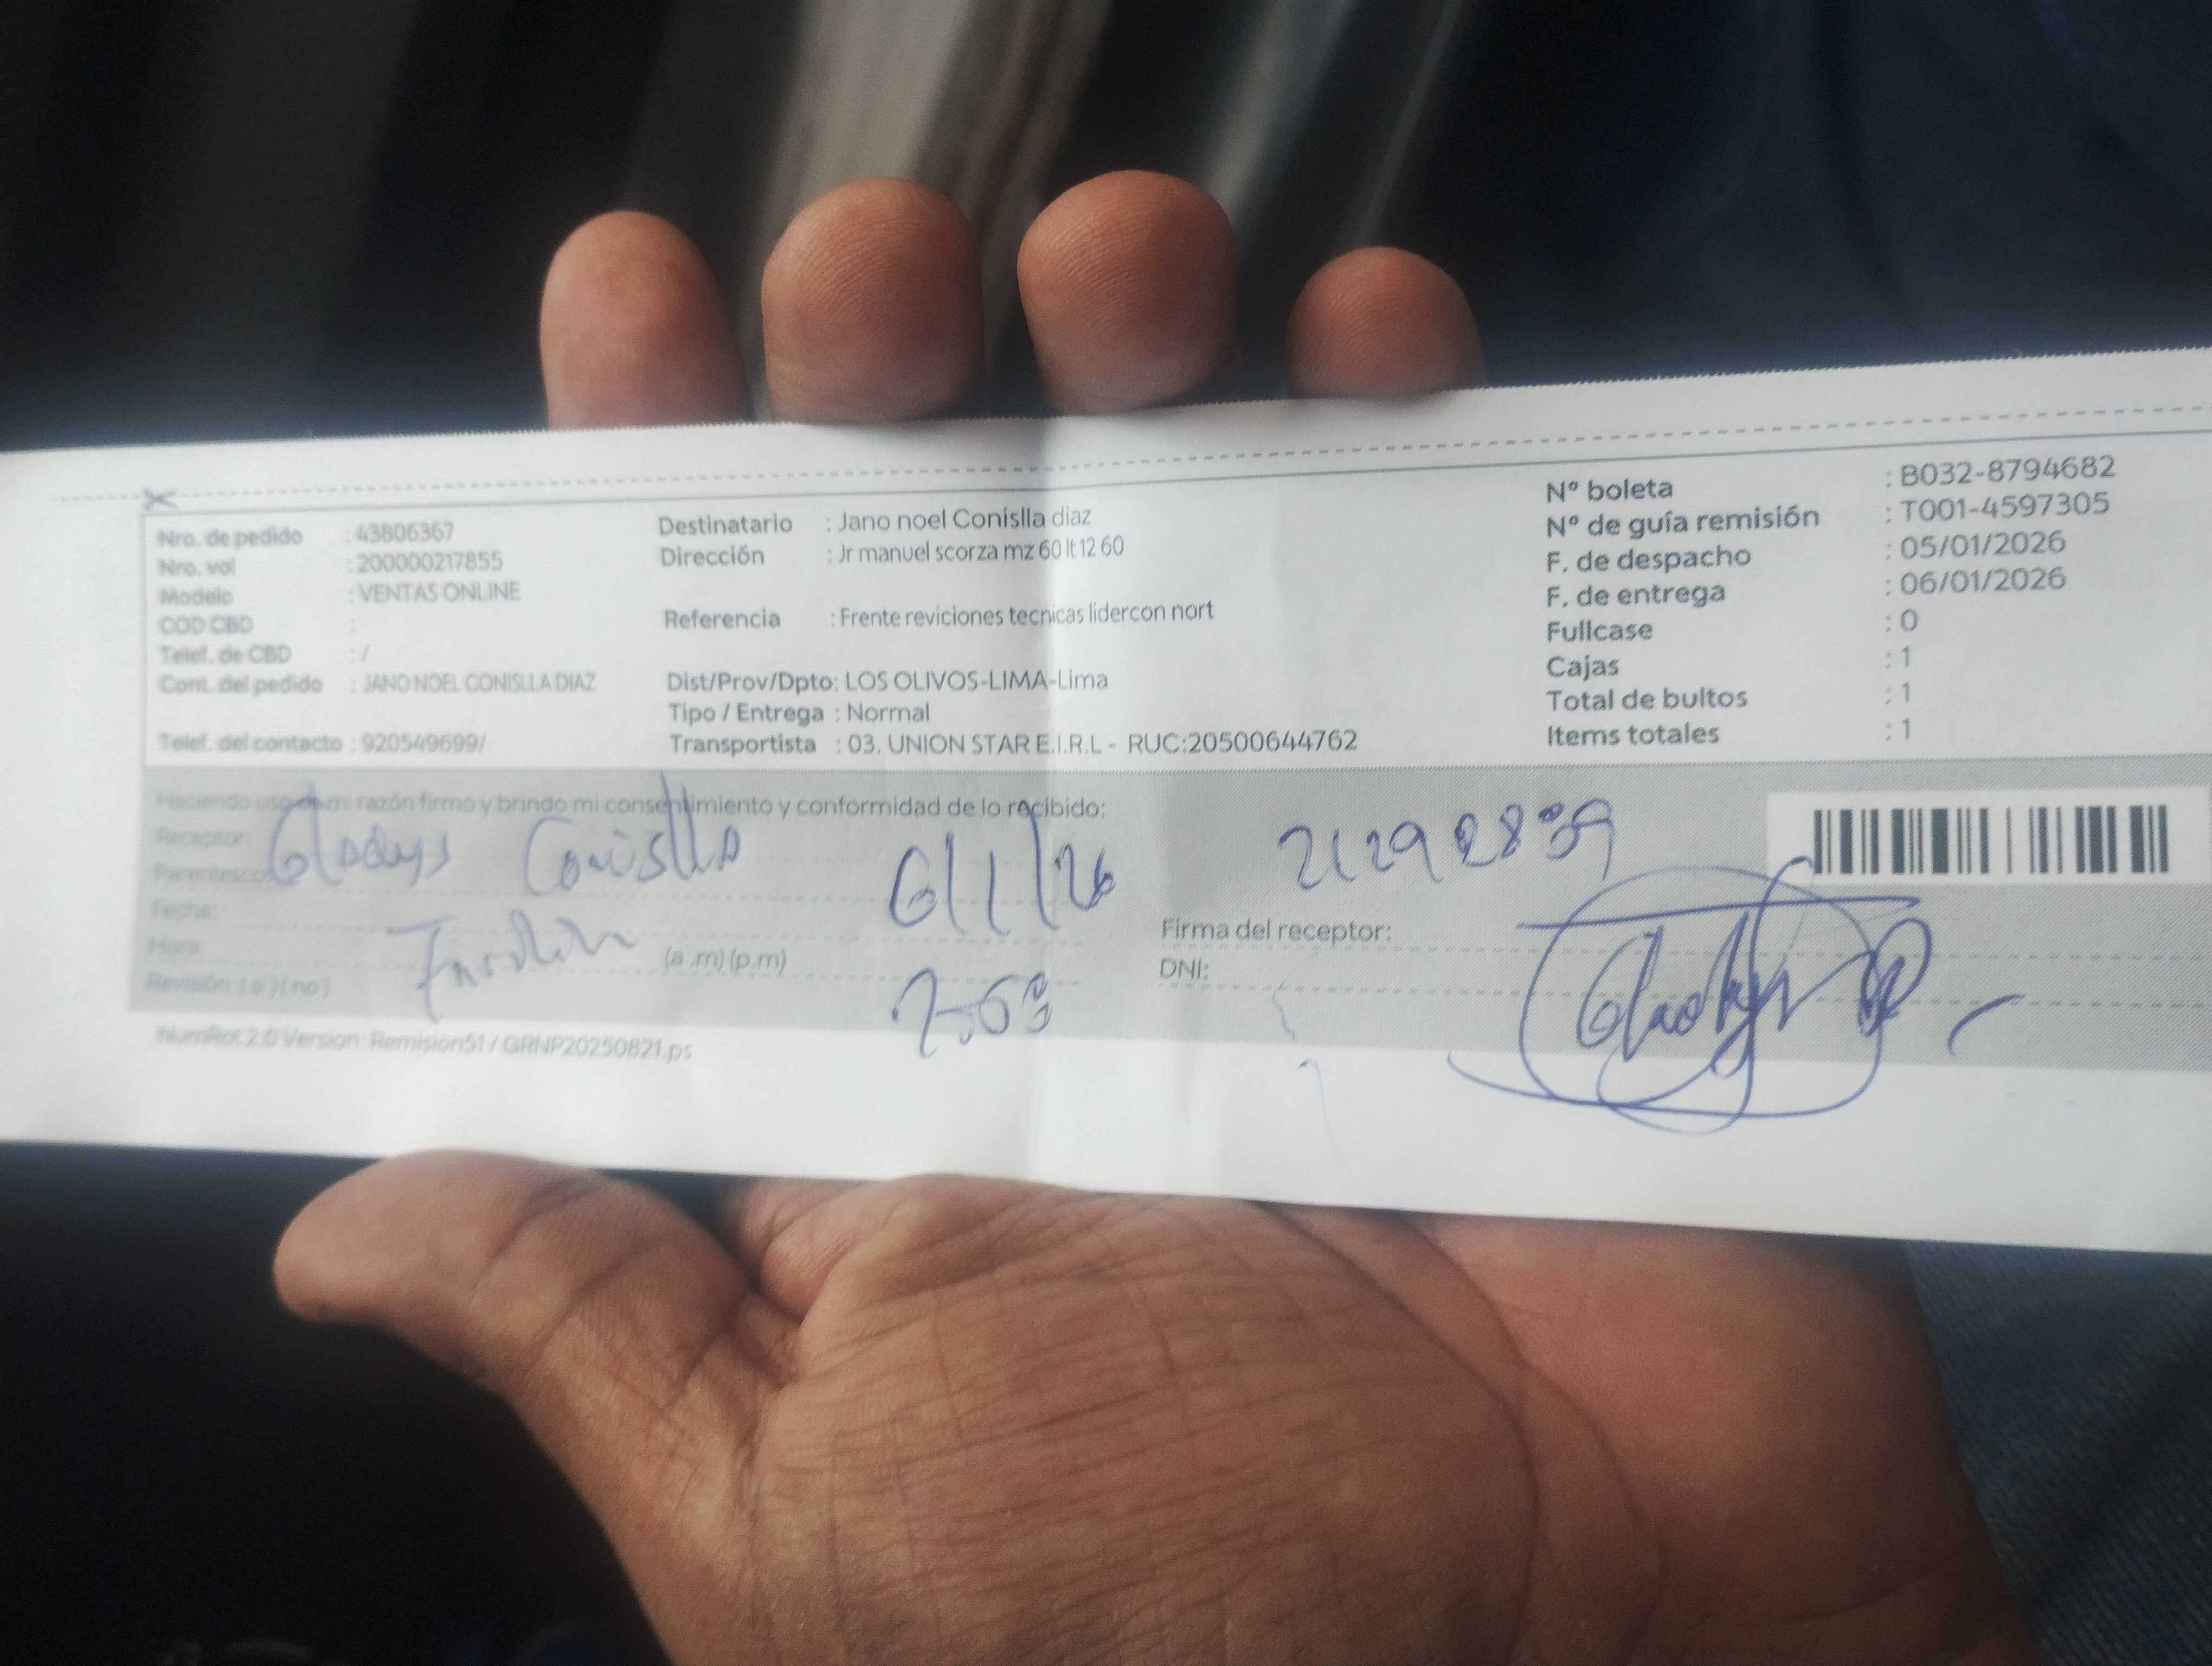 Nro. de pedido : 43806367
Nro. vol : 200000217855
Modelo : VENTAS ONLINE
COD CBD :
Telef. de CBD : /
Cont. del pedido : JANO NOEL CONISLLA DIAZ
Telef. del contacto : 920549699/
Destinatario : Jano noel Conislla diaz
Dirección : Jr manuel scorza mz 60 lt 12 60
Referencia : Frente reviciones tecnicas lidercon nort
Dist/Prov/Dpto: LOS OLIVOS-LIMA-Lima
Tipo / Entrega : Normal
Transportista : 03. UNION STAR E.I.R.L - RUC:20500644762
Nº boleta : B032-8794682
Nº de guía remisión : T001-4597305
F. de despacho : 05/01/2026
F. de entrega : 06/01/2026
Fullcase : 0
Cajas : 1
Total de bultos : 1
Items totales : 1
Haciendo uso de mi razón firmo y brindo mi consentimiento y conformidad de lo recibido:
Receptor: Gladys Conislla
Parentesco:
Fecha: 6/1/26
Hora: (a.m) (p.m)
Revisión: (si) (no)
Firma del receptor: Gladys
DNI:
NumRot 2.0 Version: Remision51 / GRNP20250821.ps